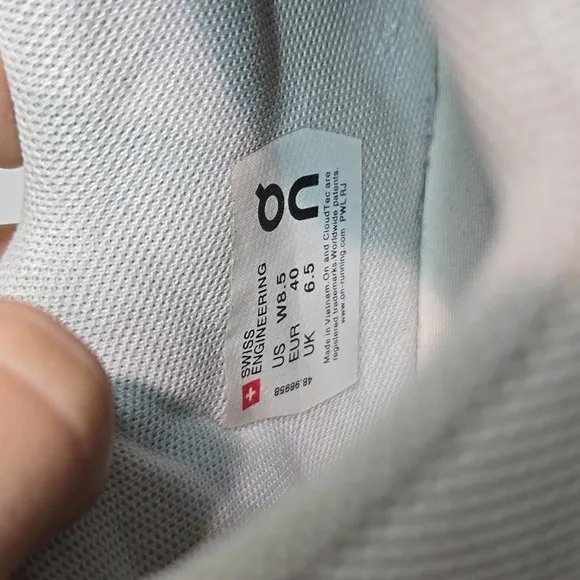 On
SWISS
ENGINEERING
US W8.5
EUR 40
UK 6.5
Made in Vietnam. On and CloudTec are
registered trademarks. Worldwide patents.
www.on-running.com PWL RJ
48.98958